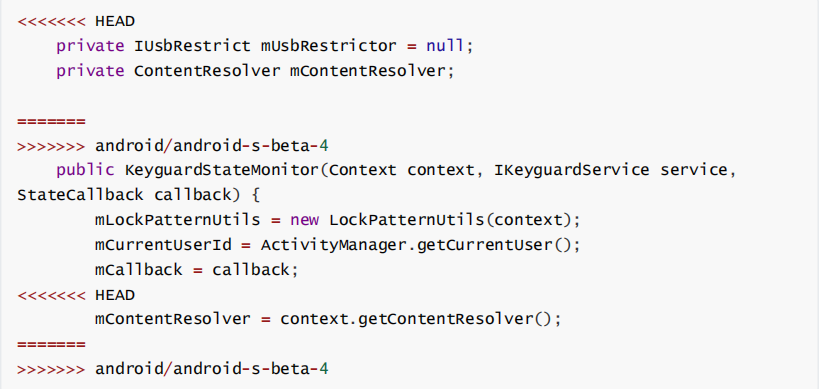 <<<<<<< HEAD
    private IUsbRestrict mUsbRestrictor = null;
    private ContentResolver mContentResolver;

=======
>>>>>>> android/android-s-beta-4
    public KeyguardStateMonitor(Context context, IKeyguardService service,
StateCallback callback) {
        mLockPatternUtils = new LockPatternUtils(context);
        mCurrentUserId = ActivityManager.getCurrentUser();
        mCallback = callback;
<<<<<<< HEAD
        mContentResolver = context.getContentResolver();
=======
>>>>>>> android/android-s-beta-4